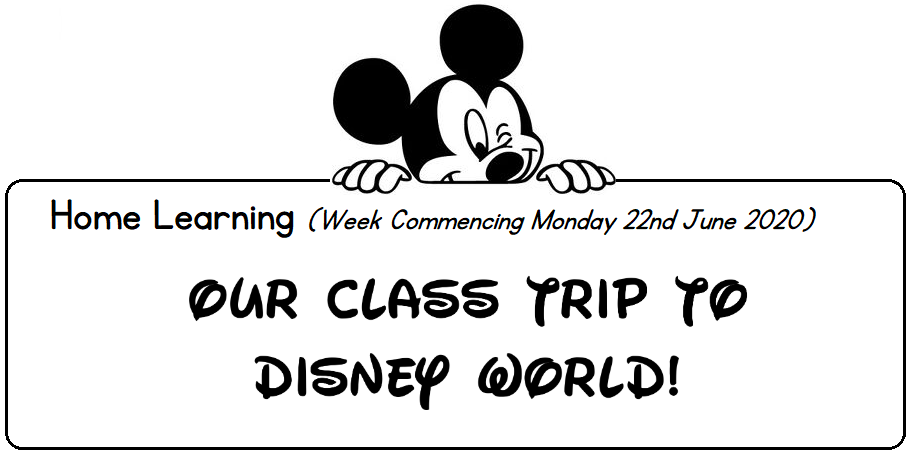 Home Learning (Week Commencing Monday 22nd June 2020)
OUR CLASS TRIP TO
DISNEY WORLD!